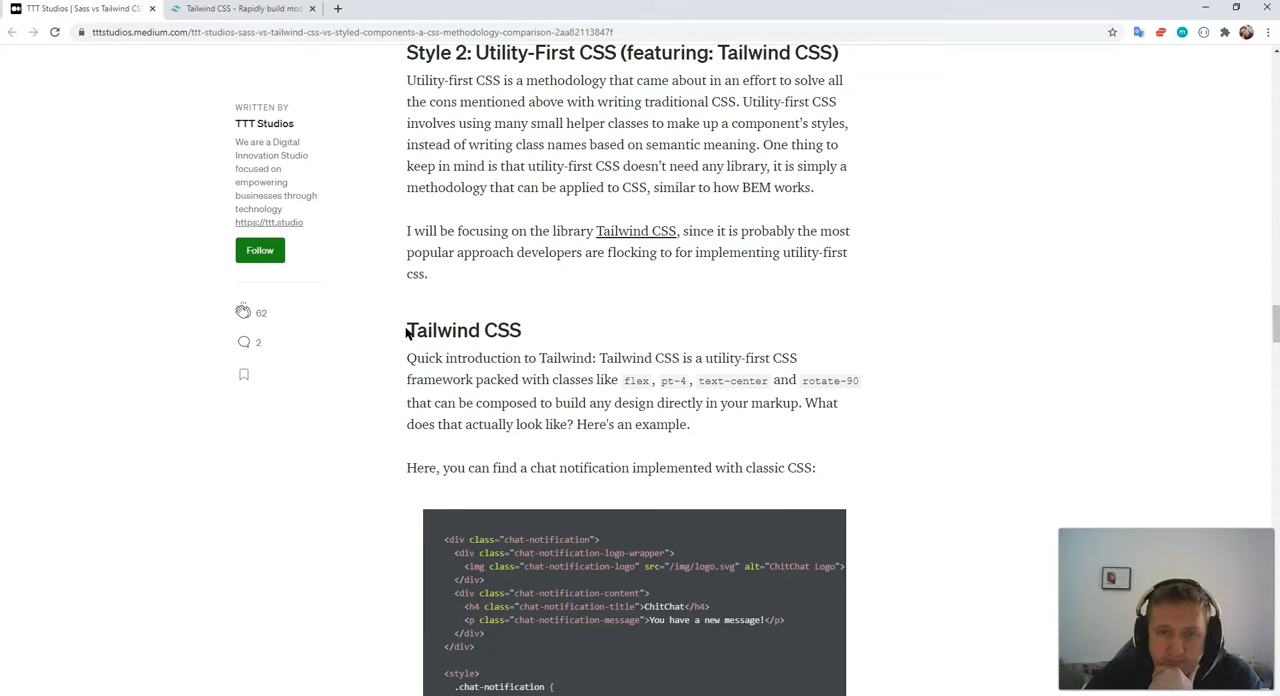 TTT Studios | Sass vs Tailwind CSS
Tailwind CSS - Rapidly build mod
tttstudios.medium.com/ttt-studios-sass-vs-tailwind-css-vs-styled-components-a-css-methodology-comparison-2aa82113847f
Style 2: Utility-First CSS (featuring: Tailwind CSS)
Utility-first CSS is a methodology that came about in an effort to solve all
the cons mentioned above with writing traditional CSS. Utility-first CSS
involves using many small helper classes to make up a component’s styles,
instead of writing class names based on semantic meaning. One thing to
keep in mind is that utility-first CSS doesn’t need any library, it is simply a
methodology that can be applied to CSS, similar to how BEM works.
I will be focusing on the library Tailwind CSS, since it is probably the most
popular approach developers are flocking to for implementing utility-first
css.
WRITTEN BY
TTT Studios
We are a Digital
Innovation Studio
focused on
empowering
businesses through
technology
https://ttt.studio
Follow
62
2
Tailwind CSS
Quick introduction to Tailwind: Tailwind CSS is a utility-first CSS
framework packed with classes like flex, pt-4, text-center and rotate-90
that can be composed to build any design directly in your markup. What
does that actually look like? Here's an example.
Here, you can find a chat notification implemented with classic CSS:
<div class="chat-notification">
<div class="chat-notification-logo-wrapper">
<img class="chat-notification-logo" src="/img/logo.svg" alt="ChitChat Logo">
</div>
<div class="chat-notification-content">
<h4 class="chat-notification-title">ChitChat</h4>
<p class="chat-notification-message">You have a new message!</p>
</div>
</div>
<style>
.chat-notification {